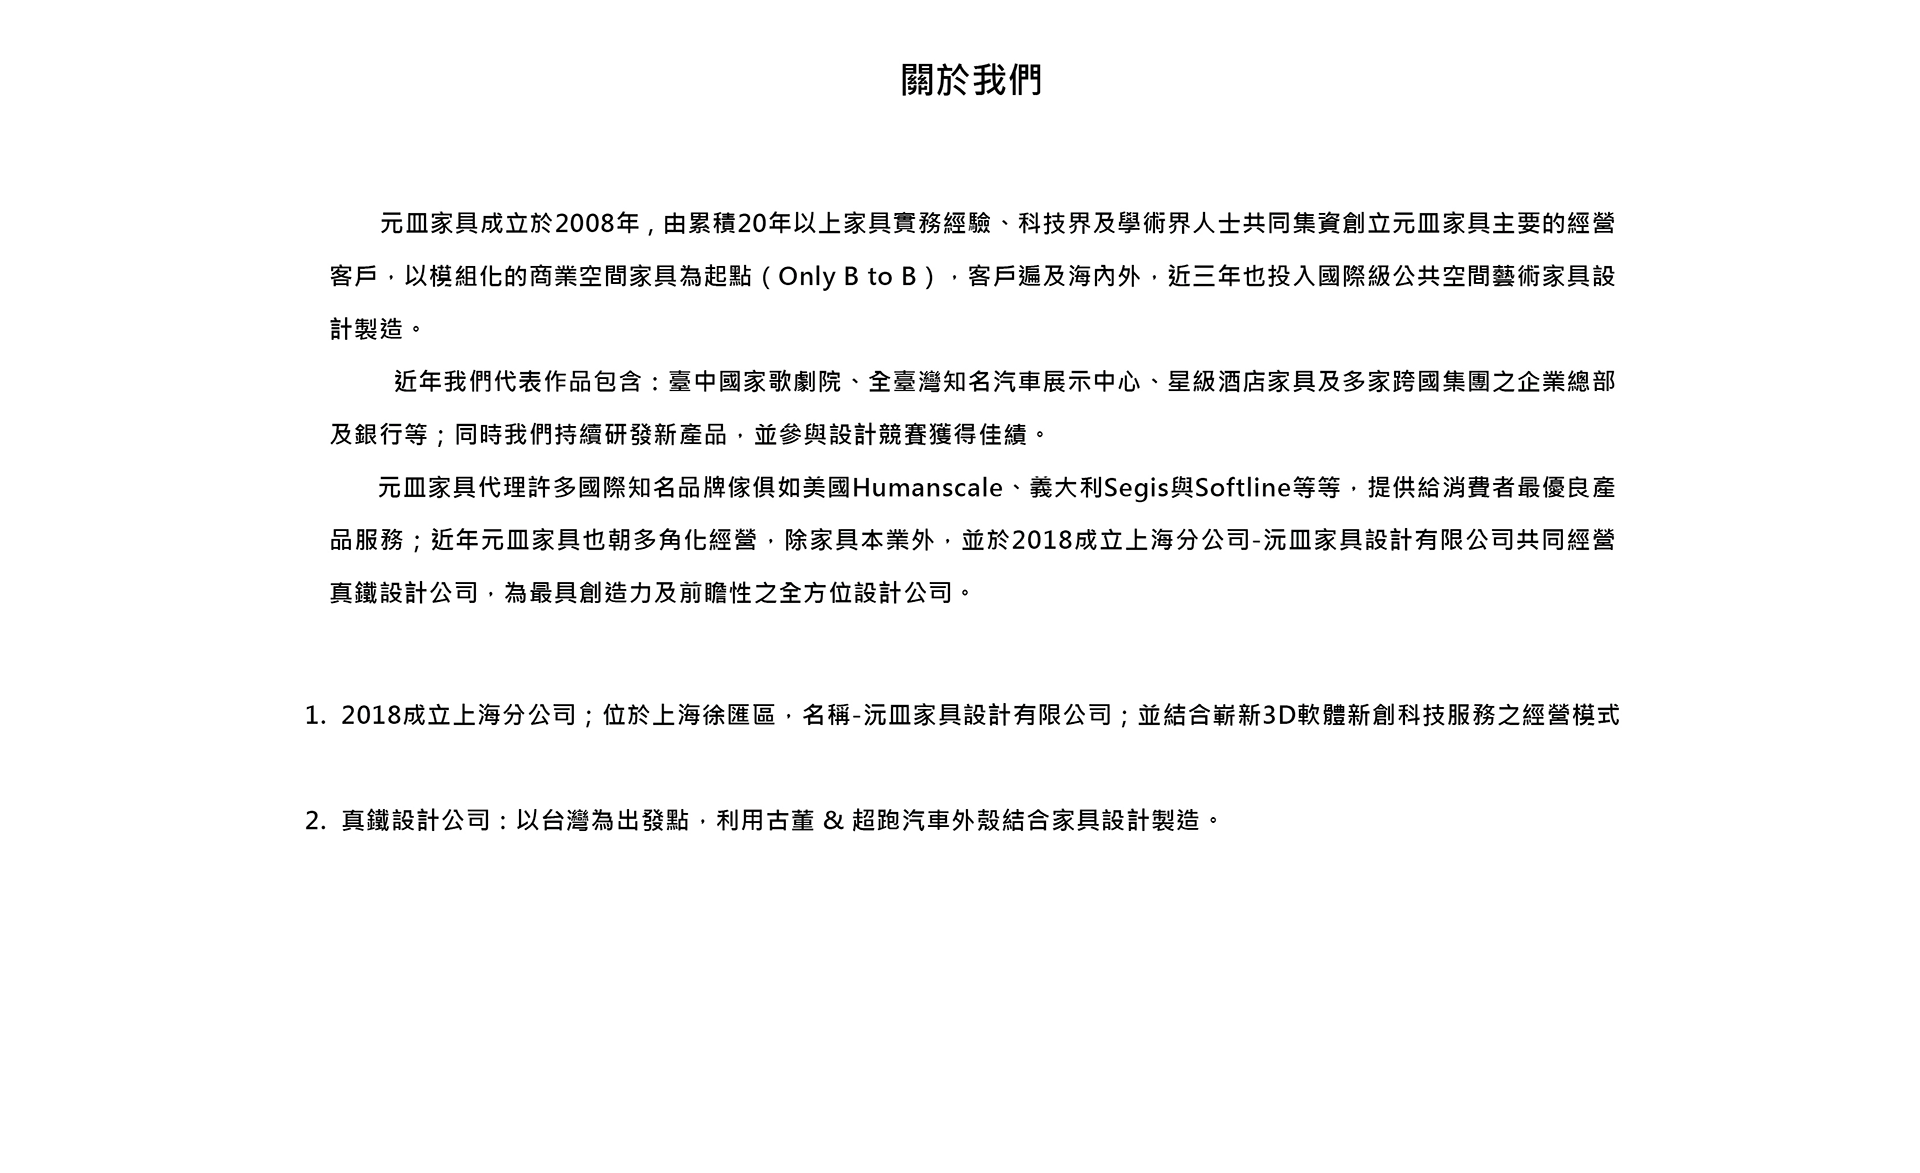 關於我們
元皿家具成立於2008年，由累積20年以上家具實務經驗、科技界及學術界人士共同集資創立元皿家具主要的經營
客戶，以模組化的商業空間家具為起點（Only B to B），客戶遍及海內外，近三年也投入國際級公共空間藝術家具設
計製造。
近年我們代表作品包含：臺中國家歌劇院、全臺灣知名汽車展示中心、星級酒店家具及多家跨國集團之企業總部
及銀行等；同時我們持續研發新產品，並參與設計競賽獲得佳績。
元皿家具代理許多國際知名品牌傢俱如美國Humanscale、義大利Segis與Softline等等，提供給消費者最優良產
品服務；近年元皿家具也朝多角化經營，除家具本業外，並於2018成立上海分公司-沅皿家具設計有限公司共同經營
真鐵設計公司，為最具創造力及前瞻性之全方位設計公司。
1. 2018成立上海分公司；位於上海徐匯區，名稱-沅皿家具設計有限公司；並結合嶄新3D軟體新創科技服務之經營模式
2. 真鐵設計公司：以台灣為出發點，利用古董 & 超跑汽車外殼結合家具設計製造。